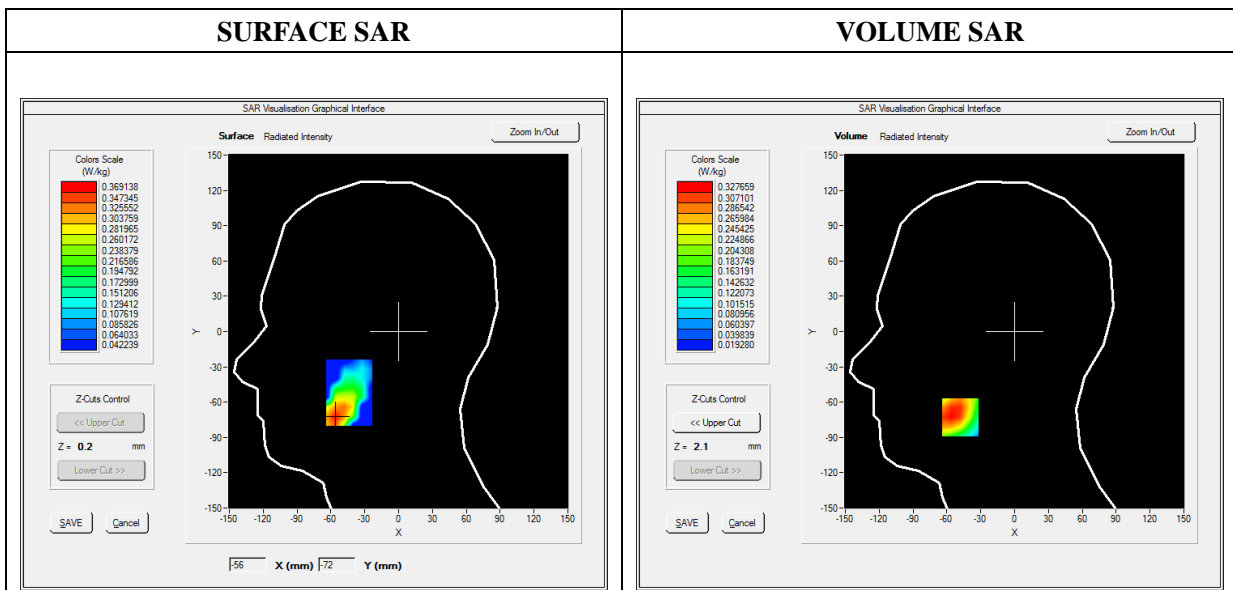 SURFACE SAR
VOLUME SAR
SAR Visualisation Graphical Interface
Surface Radiated Intensity
Zoom In/Out
Colors Scale
(W/kg)
0.369138
0.347345
0.325552
0.303759
0.281965
0.260172
0.238379
0.216586
0.194792
0.172999
0.151206
0.129412
0.107619
0.085826
0.064033
0.042239
Z-Cuts Control
<< Upper Cut
Z = 0.2 mm
Lower Cut >>
SAVE Cancel
150
120
90
60
30
0
-30
-60
-90
-120
-150
Y
-150 -120 -90 -60 -30 0 30 60 90 120 150
X
-56 X (mm) -72 Y (mm)
SAR Visualisation Graphical Interface
Volume Radiated Intensity
Zoom In/Out
Colors Scale
(W/kg)
0.327659
0.307101
0.286542
0.265984
0.245425
0.224866
0.204308
0.183749
0.163191
0.142632
0.122073
0.101515
0.080956
0.060397
0.039839
0.019280
Z-Cuts Control
<< Upper Cut
Z = 2.1 mm
Lower Cut >>
SAVE Cancel
150
120
90
60
30
0
-30
-60
-90
-120
-150
Y
-150 -120 -90 -60 -30 0 30 60 90 120 150
X